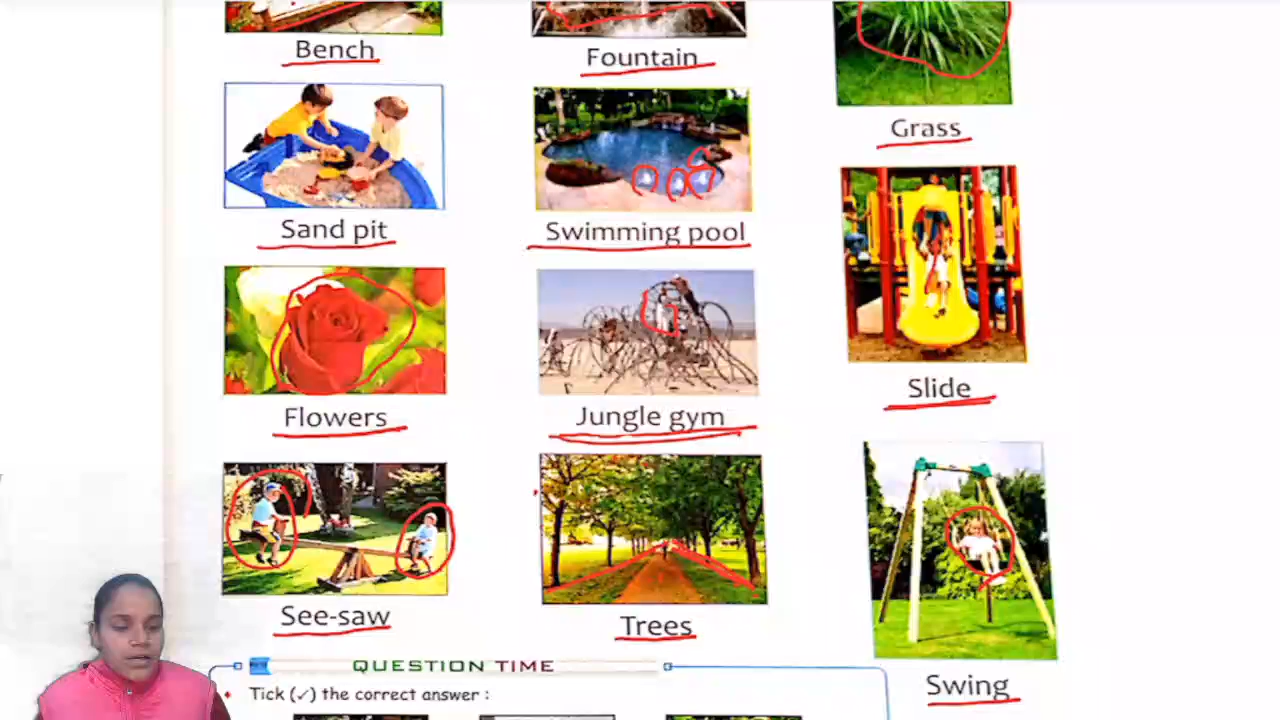 Bench
Fountain
Grass
Sand pit
Swimming pool
Flowers
Jungle gym
Slide
See-saw
Trees
Swing
QUESTION TIME
Tick (✓) the correct answer :